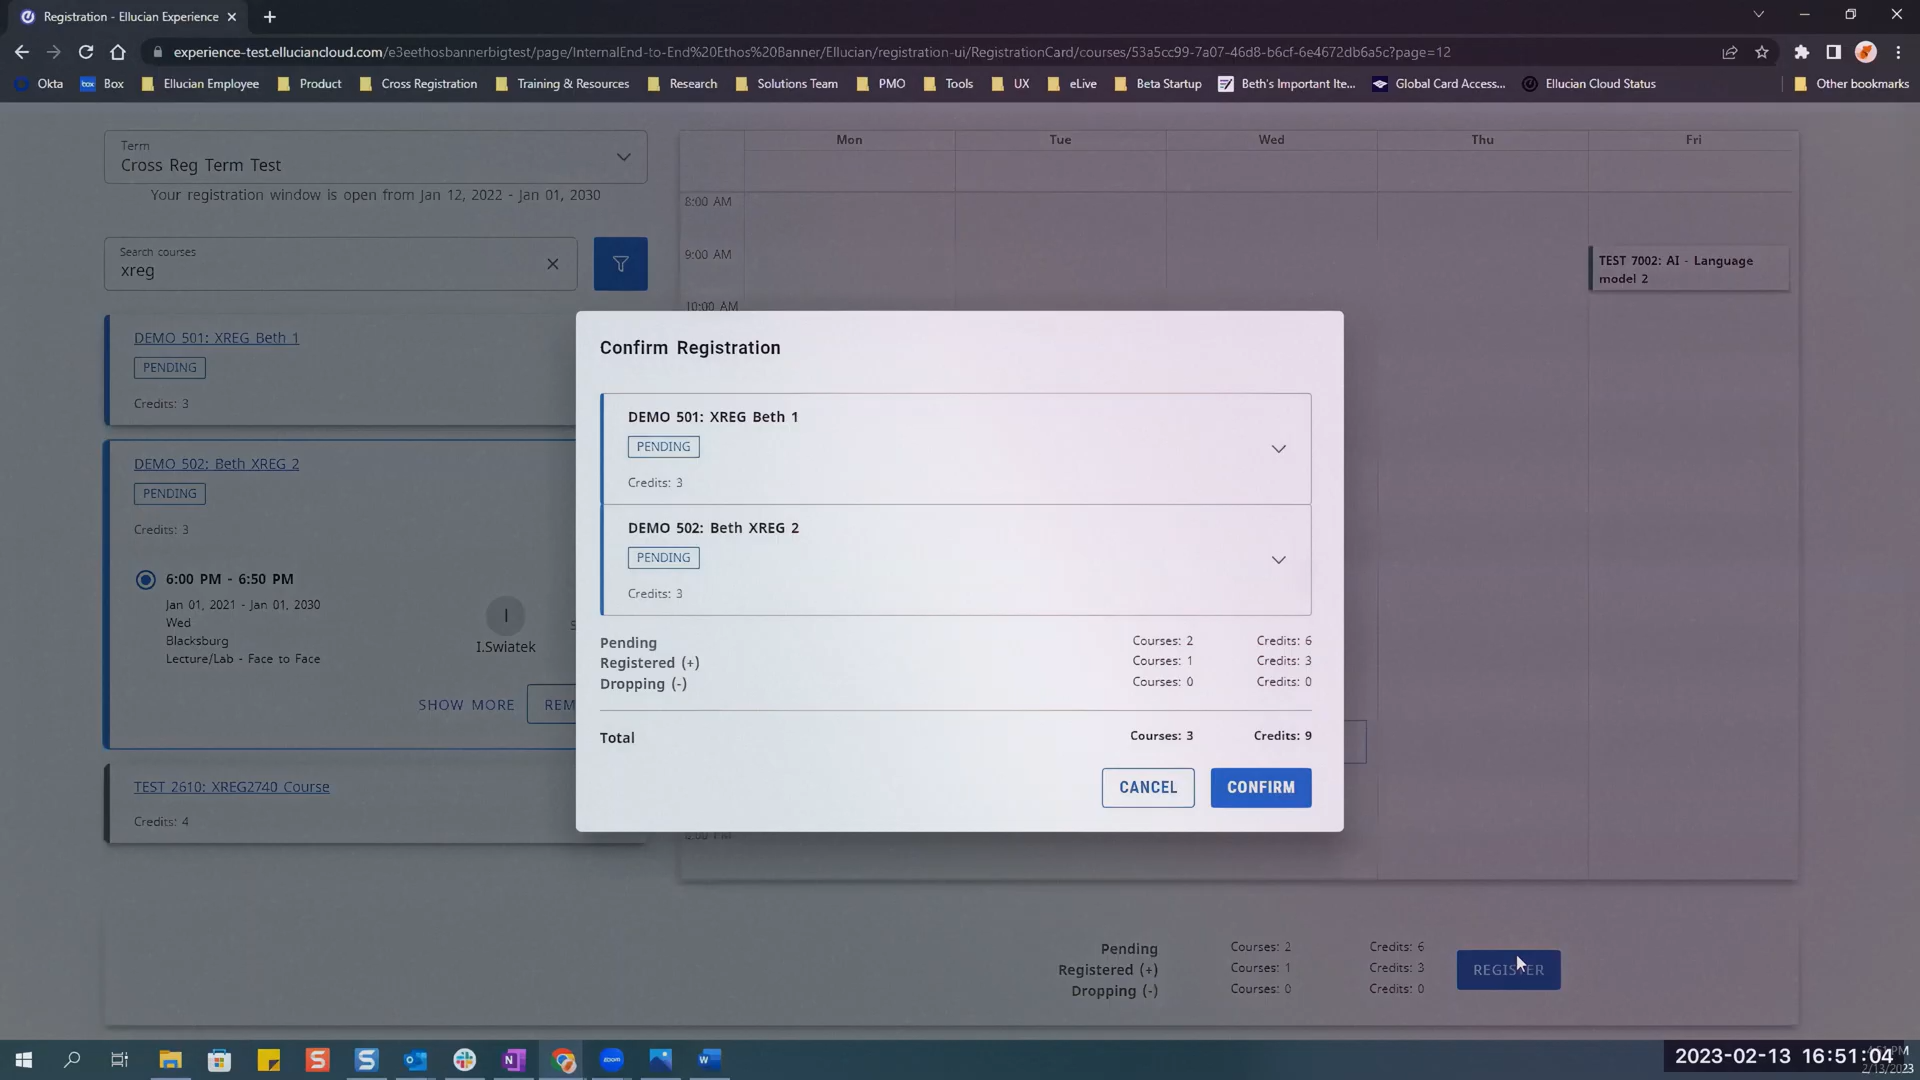 Registration - Ellucian Experience
experience-test.elluciancloud.com/e3eethosbannerbigtest/page/InternalEnd-to-End%20Ethos%20Banner/Ellucian/registration-ui/RegistrationCard/courses/53a5cc99-7a07-46d8-b6cf-6e4672db6a5c?page=12
Okta
box
Box
Ellucian Employee
Product
Cross Registration
Training & Resources
Research
Solutions Team
PMO
Tools
UX
eLive
Beta Startup
Beth's Important Ite...
Global Card Access...
Ellucian Cloud Status
Other bookmarks
Term
Cross Reg Term Test
Your registration window is open from Jan 12, 2022 - Jan 01, 2030
Search courses
xreg
DEMO 501: XREG Beth 1
PENDING
Credits: 3
DEMO 502: Beth XREG 2
PENDING
Credits: 3
6:00 PM - 6:50 PM
Jan 01, 2021 - Jan 01, 2030
Wed
Blacksburg
Lecture/Lab - Face to Face
I
I.Swiatek
SHOW MORE
TEST 2610: XREG2740 Course
Credits: 4
Mon
Tue
Wed
Thu
Fri
8:00 AM
9:00 AM
10:00 AM
TEST 7002: AI - Language
model 2
Confirm Registration
DEMO 501: XREG Beth 1
PENDING
Credits: 3
DEMO 502: Beth XREG 2
PENDING
Credits: 3
Pending Courses: 2 Credits: 6
Registered (+) Courses: 1 Credits: 3
Dropping (-) Courses: 0 Credits: 0
Total Courses: 3 Credits: 9
CANCEL
CONFIRM
Pending Courses: 2 Credits: 6
Registered (+) Courses: 1 Credits: 3
Dropping (-) Courses: 0 Credits: 0
REGISTER
zoom
2023-02-13 16:51:04
2/13/2023